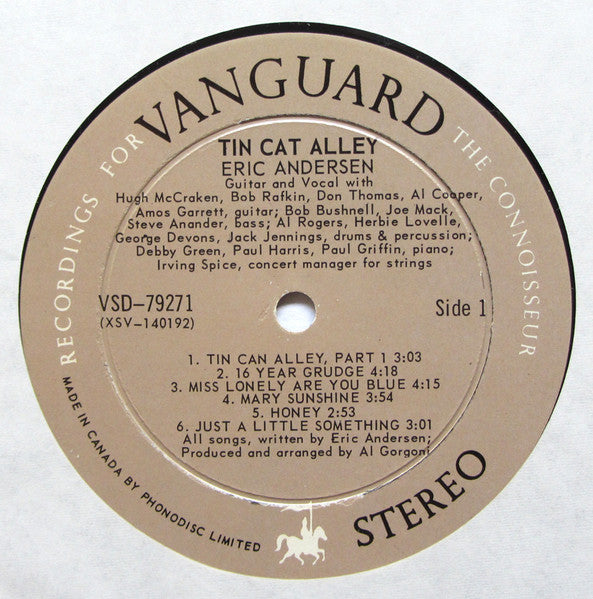 RECORDINGS FOR VANGUARD THE CONNOISSEUR
TIN CAT ALLEY
ERIC ANDERSEN
Guitar and Vocal with
Hugh McCraken, Bob Rafkin, Don Thomas, Al Cooper,
Amos Garrett, guitar; Bob Bushnell, Joe Mack,
Steve Anander, bass; Al Rogers, Herbie Lovelle,
George Devons, Jack Jennings, drums & percussion;
Debby Green, Paul Harris, Paul Griffin, piano;
Irving Spice, concert manager for strings
VSD-79271
(XSV-140192)
Side 1
1. TIN CAN ALLEY, PART 1 3:03
2. 16 YEAR GRUDGE 4:18
3. MISS LONELY ARE YOU BLUE 4:15
4. MARY SUNSHINE 3:54
5. HONEY 2:53
6. JUST A LITTLE SOMETHING 3:01
All songs, written by Eric Andersen;
Produced and arranged by Al Gorgoni
MADE IN CANADA BY PHONODISC LIMITED
STEREO